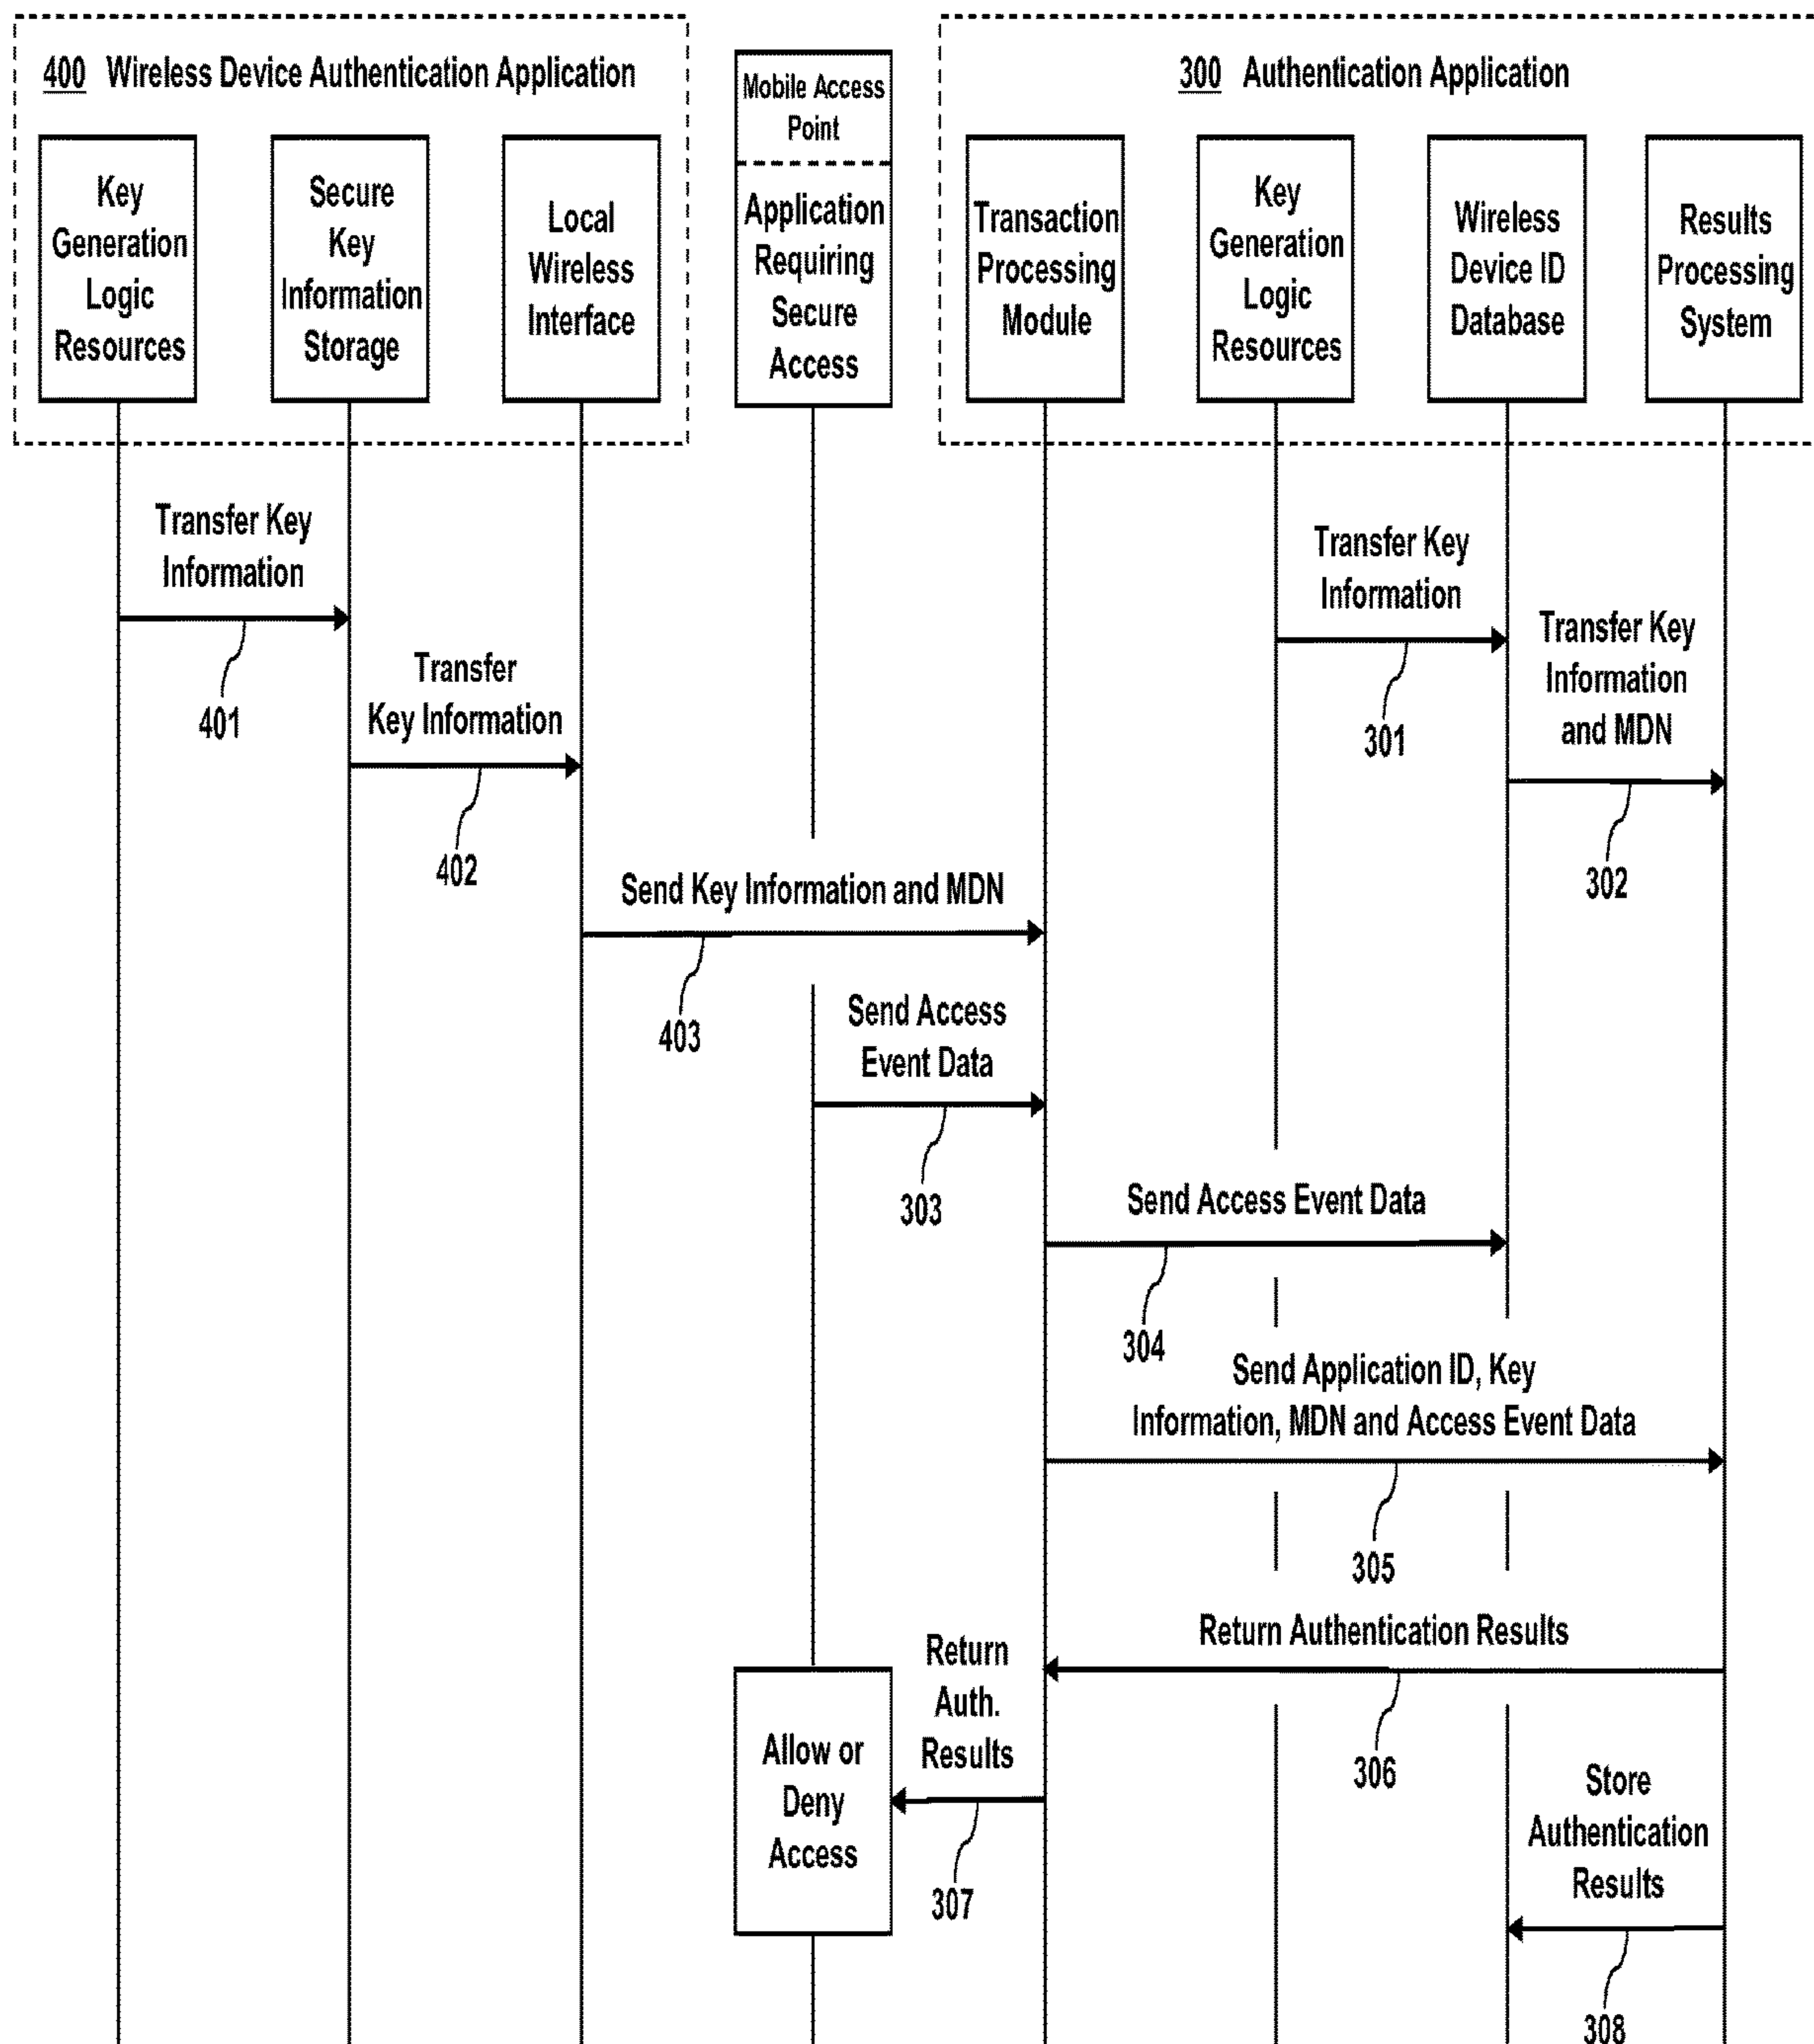 400 Wireless Device Authentication Application
Mobile Access
Point
300 Authentication Application
Key
Generation
Logic
Resources
Secure
Key
Information
Storage
Local
Wireless
Interface
Application
Requiring
Secure
Access
Transaction
Processing
Module
Key
Generation
Logic
Resources
Wireless
Device ID
Database
Results
Processing
System
Transfer Key
Information
401
Transfer
Key Information
402
Transfer Key
Information
301
Transfer Key
Information
and MDN
302
Send Key Information and MDN
403
Send Access
Event Data
303
Send Access Event Data
304
Send Application ID, Key
Information, MDN and Access Event Data
305
Return Authentication Results
306
Return
Auth.
Results
307
Allow or
Deny
Access
Store
Authentication
Results
308